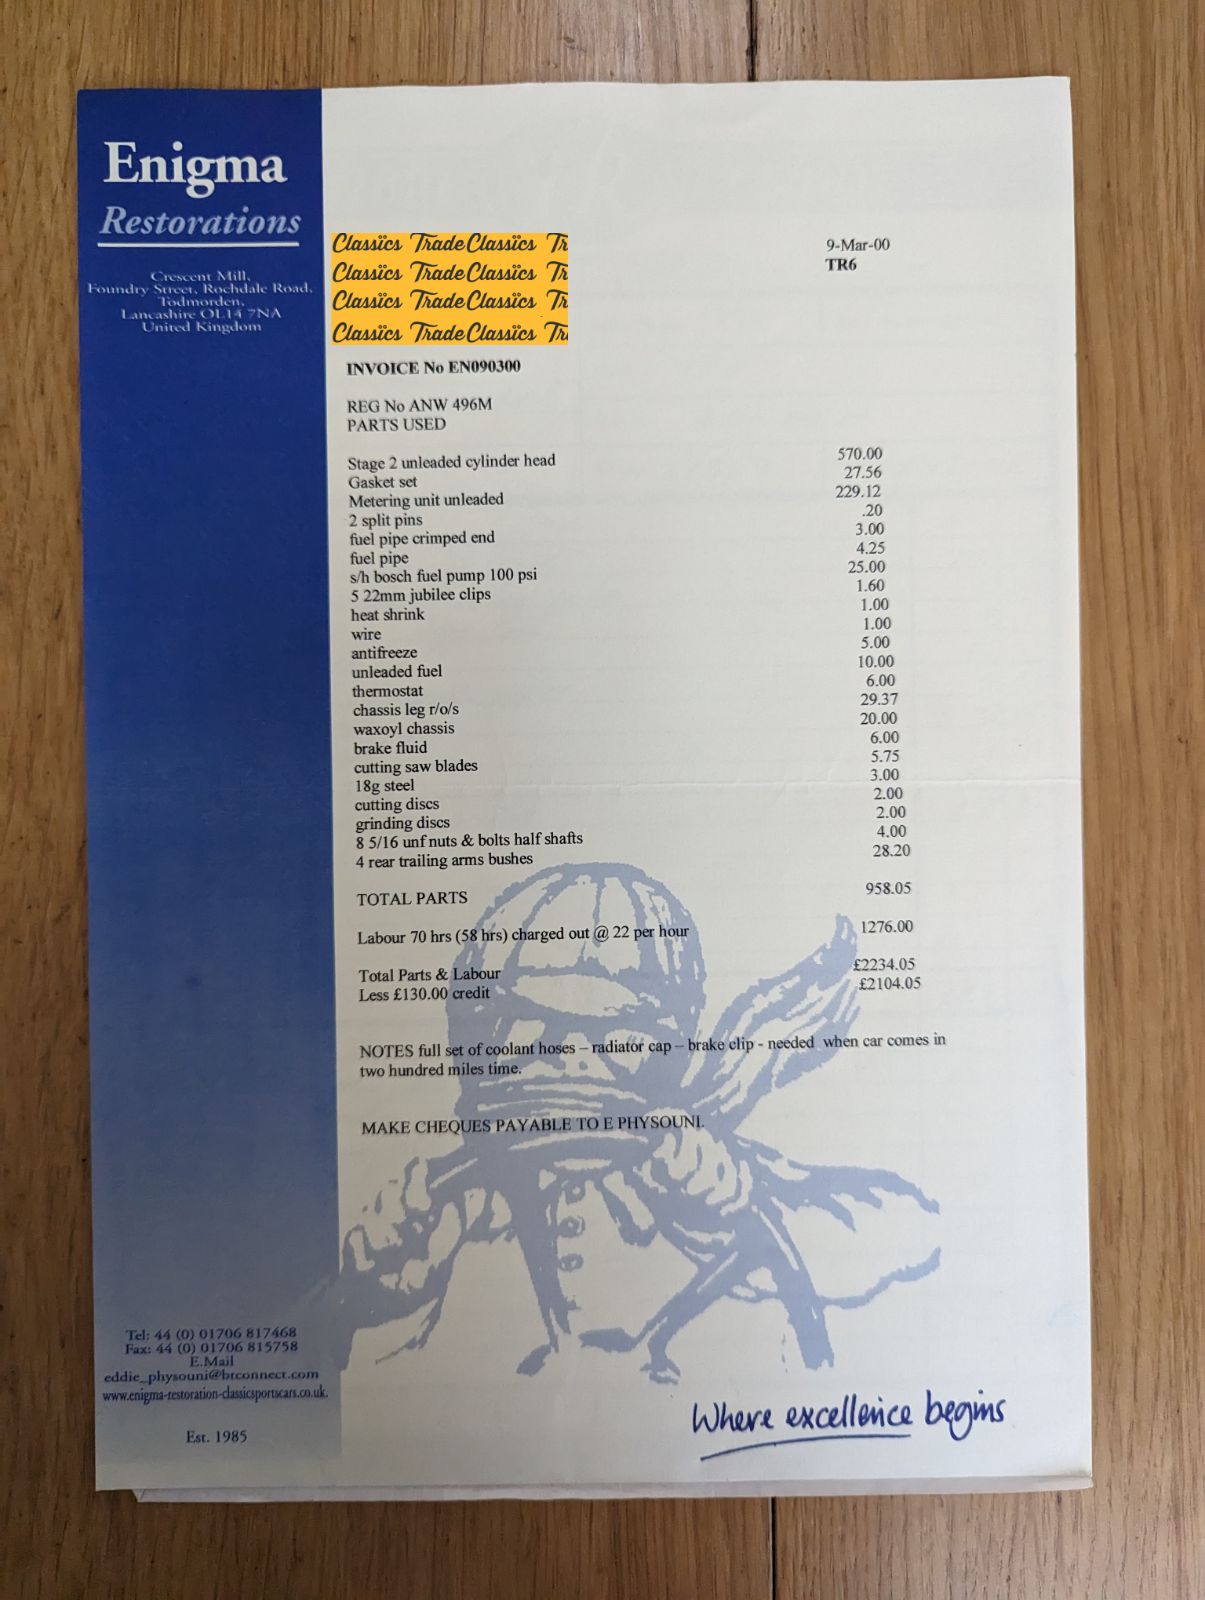 Enigma
Restorations
Crescent Mill,
Foundry Street, Rochdale Road,
Todmorden,
Lancashire OL14 7NA
United Kingdom
Classics Trade Classics Tr
Classics Trade Classics Tr
Classics Trade Classics Tr
Classics Trade Classics Tra
9-Mar-00
TR6
INVOICE No EN090300
REG No ANW 496M
PARTS USED
Stage 2 unleaded cylinder head 570.00
Gasket set 27.56
Metering unit unleaded 229.12
2 split pins .20
fuel pipe crimped end 3.00
fuel pipe 4.25
s/h bosch fuel pump 100 psi 25.00
5 22mm jubilee clips 1.60
heat shrink 1.00
wire 1.00
antifreeze 5.00
unleaded fuel 10.00
thermostat 6.00
chassis leg r/o/s 29.37
waxoyl chassis 20.00
brake fluid 6.00
cutting saw blades 5.75
18g steel 3.00
cutting discs 2.00
grinding discs 2.00
8 5/16 unf nuts & bolts half shafts 4.00
4 rear trailing arms bushes 28.20
TOTAL PARTS 958.05
Labour 70 hrs (58 hrs) charged out @ 22 per hour 1276.00
Total Parts & Labour £2234.05
Less £130.00 credit £2104.05
NOTES full set of coolant hoses – radiator cap – brake clip - needed when car comes in
two hundred miles time.
MAKE CHEQUES PAYABLE TO E PHYSOUNI.
Tel: 44 (0) 01706 817468
Fax: 44 (0) 01706 815758
E.Mail
eddie_physouni@btconnect.com
www.enigma-restoration-classicsportscars.co.uk.
Est. 1985
Where excellence begins